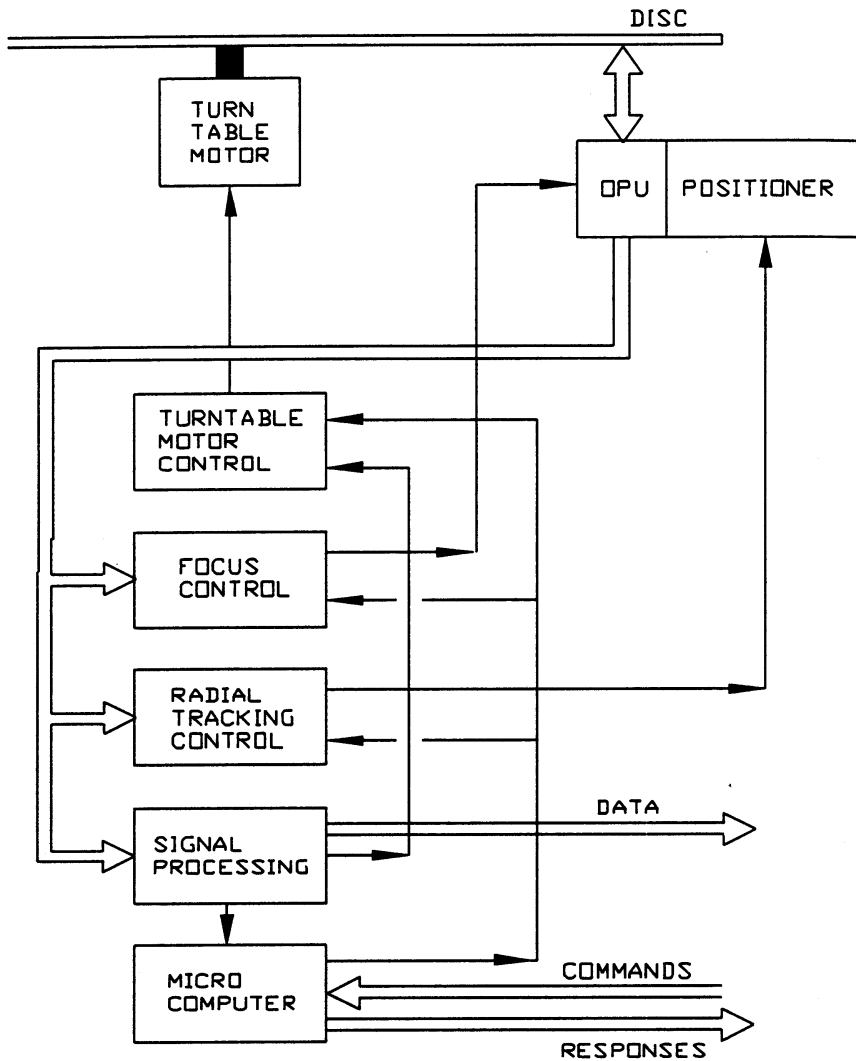 DISC
TURN
TABLE
MOTOR
OPU
POSITIONER
TURNTABLE
MOTOR
CONTROL
FOCUS
CONTROL
RADIAL
TRACKING
CONTROL
DATA
SIGNAL
PROCESSING
COMMANDS
MICRO
COMPUTER
RESPONSES